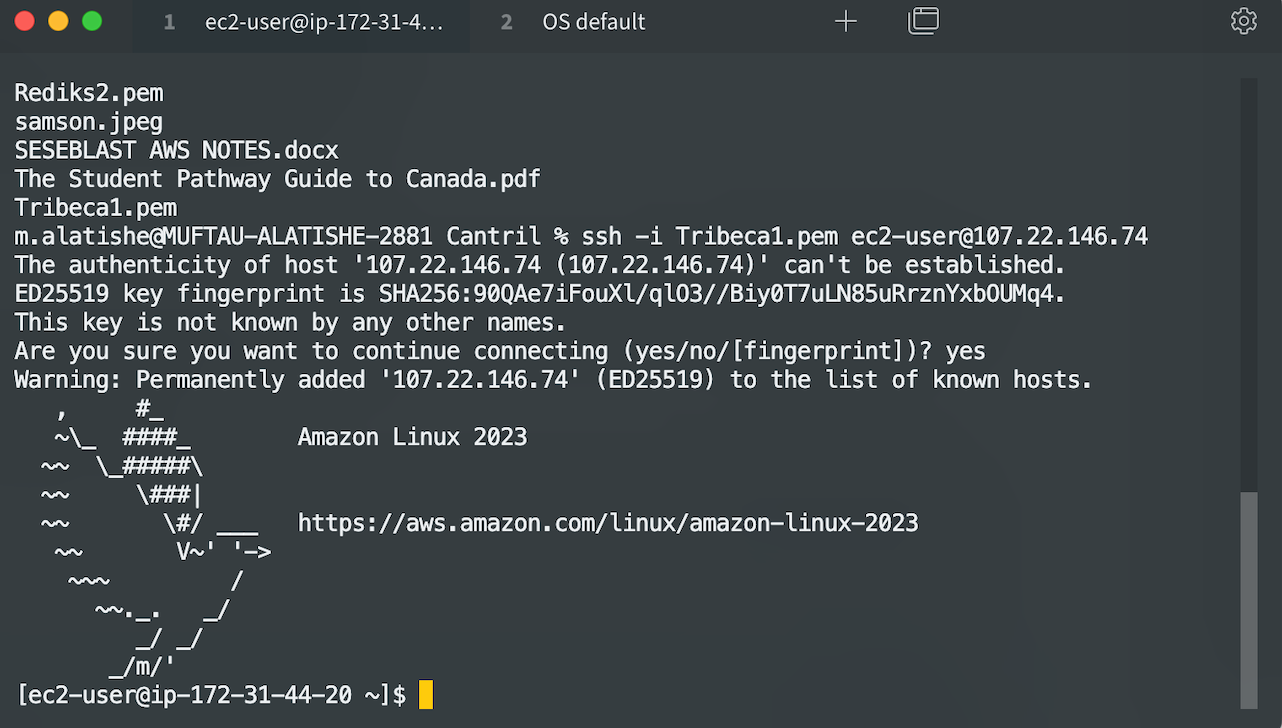 1 ec2-user@ip-172-31-4… 2 OS default
Rediks2.pem
samson.jpeg
SESEBLAST AWS NOTES.docx
The Student Pathway Guide to Canada.pdf
Tribeca1.pem
m.alatishe@MUFTAU-ALATISHE-2881 Cantril % ssh -i Tribeca1.pem ec2-user@107.22.146.74
The authenticity of host '107.22.146.74 (107.22.146.74)' can't be established.
ED25519 key fingerprint is SHA256:90QAe7iFouXl/qlO3//Biy0T7uLN85uRrznYxbOUMq4.
This key is not known by any other names.
Are you sure you want to continue connecting (yes/no/[fingerprint])? yes
Warning: Permanently added '107.22.146.74' (ED25519) to the list of known hosts.
   ,     #_
   ~\_  ####_        Amazon Linux 2023
  ~~  \_#####\
  ~~     \###|
  ~~       \#/ ___   https://aws.amazon.com/linux/amazon-linux-2023
   ~~       V~' '->
    ~~~         /
      ~~._.   _/
         _/ _/
       _/m/'
[ec2-user@ip-172-31-44-20 ~]$